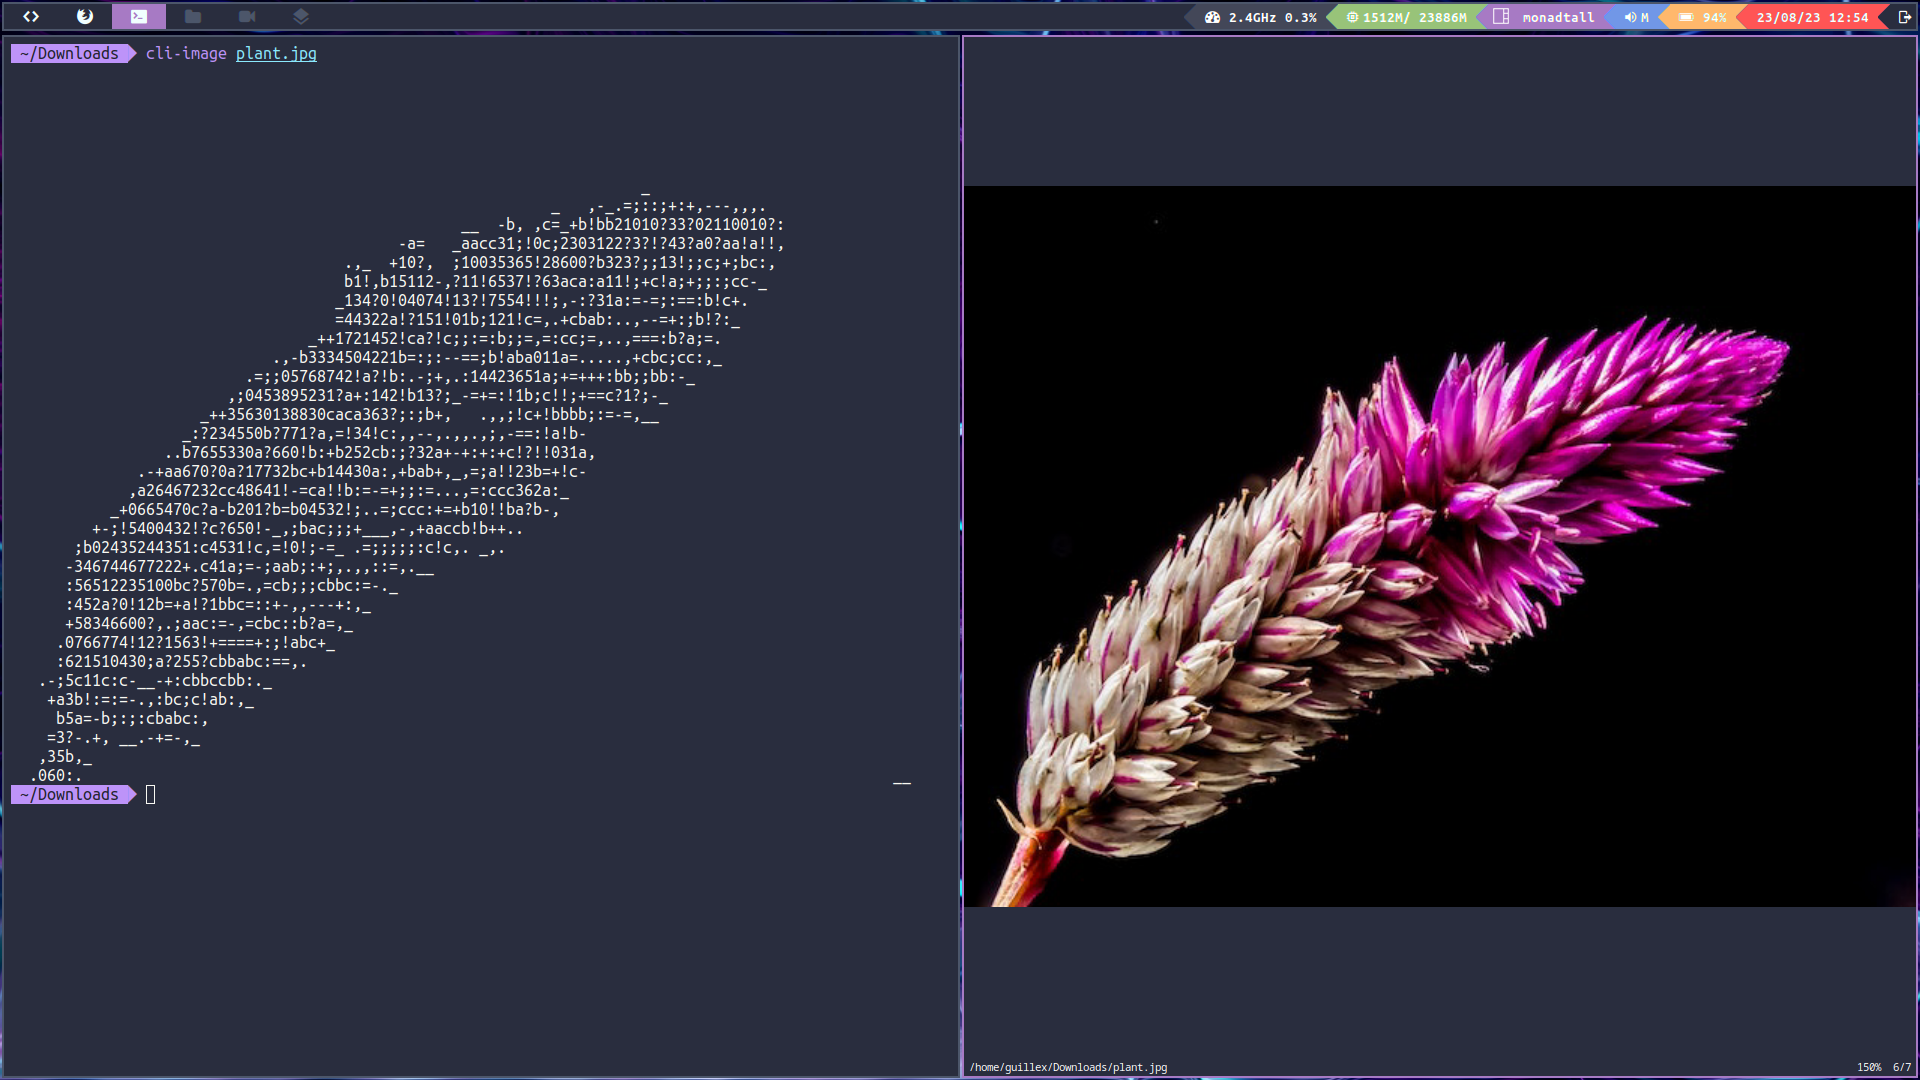 2.4GHz 0.3% 1512M/ 23886M monadtall M 94% 23/08/23 12:54
~/Downloads cli-image plant.jpg
_
_   ,-_.=;::;+:+,---,,,.
__  -b, ,c=_+b!bb21010?33?02110010?:
-a=   _aacc31;!0c;2303122?3?!?43?a0?aa!a!!,
.,_  +10?,  ;10035365!28600?b323?;;13!;;c;+;bc:,
b1!,b15112-,?11!6537!?63aca:a11!;+c!a;+;;:;cc-_
_134?0!04074!13?!7554!!!;,-:?31a:=-=;:==:b!c+.
=44322a!?151!01b;121!c=,.+cbab:..,--=+:;b!?:_
_++1721452!ca?!c;;:=:b;;=,=:cc;=,..,===:b?a;=.
.,-b3334504221b=:;:--==;b!aba011a=.....,+cbc;cc:,_
.=;;05768742!a?!b:.-;+,.:14423651a;+=+++:bb;;bb:-_
,;0453895231?a+:142!b13?;_-=+=:!1b;c!!;+==c?1?;-_
_++35630138830caca363?;:;b+,   .,,;!c+!bbbb;:=-=,__
_:?234550b?771?a,=!34!c:,,--,.,,.,;,-==:!a!b-
..b7655330a?660!b:+b252cb:;?32a+-+:+:+c!?!!031a,
.-+aa670?0a?17732bc+b14430a:,+bab+,_,=;a!!23b=+!c-
,a26467232cc48641!-=ca!!b:=-=+;;:=...,=:ccc362a:_
_+0665470c?a-b201?b=b04532!;..=;ccc:+=+b10!!ba?b-,
+-;!5400432!?c?650!-_,;bac;;;+___,-,+aaccb!b++..
;b02435244351:c4531!c,=!0!;-=_ .=;;;;;:c!c,. _,.
-346744677222+.c41a;=-;aab;:+;,.,,::=,.__
:56512235100bc?570b=.,=cb;;;cbbc:=-._
:452a?0!12b=+a!?1bbc=::+-,,---+:,_
+58346600?,.;aac:=-,=cbc::b?a=,_
.0766774!12?1563!+====+:;!abc+_
:621510430;a?255?cbbabc:==,.
.-;5c11c:c-__-+:cbbccbb:._
+a3b!:=:=-.,:bc;c!ab:,_
b5a=-b;:;:cbabc:,
=3?-.+, __.-+=-,_
,35b,_
.060:.                                                                                          __
~/Downloads
/home/guillex/Downloads/plant.jpg 150% 6/7